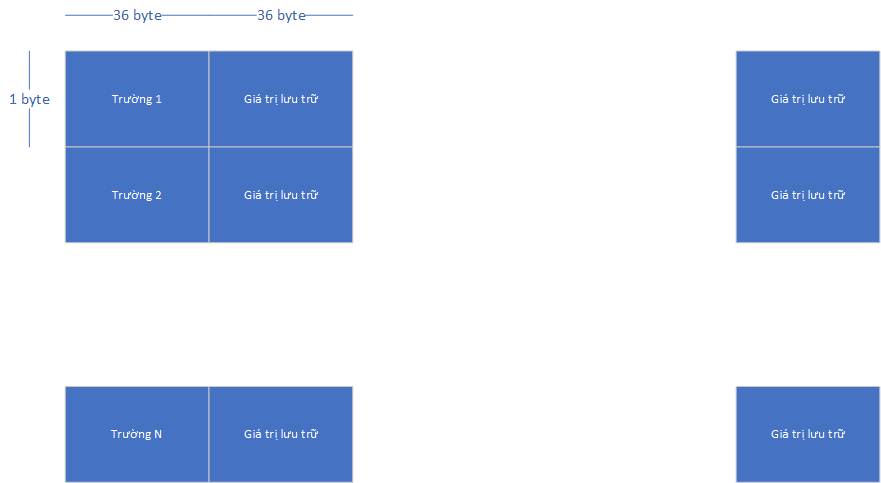 36 byte
36 byte
1 byte
Trường 1
Giá trị lưu trữ
Giá trị lưu trữ
Trường 2
Giá trị lưu trữ
Giá trị lưu trữ
Trường N
Giá trị lưu trữ
Giá trị lưu trữ